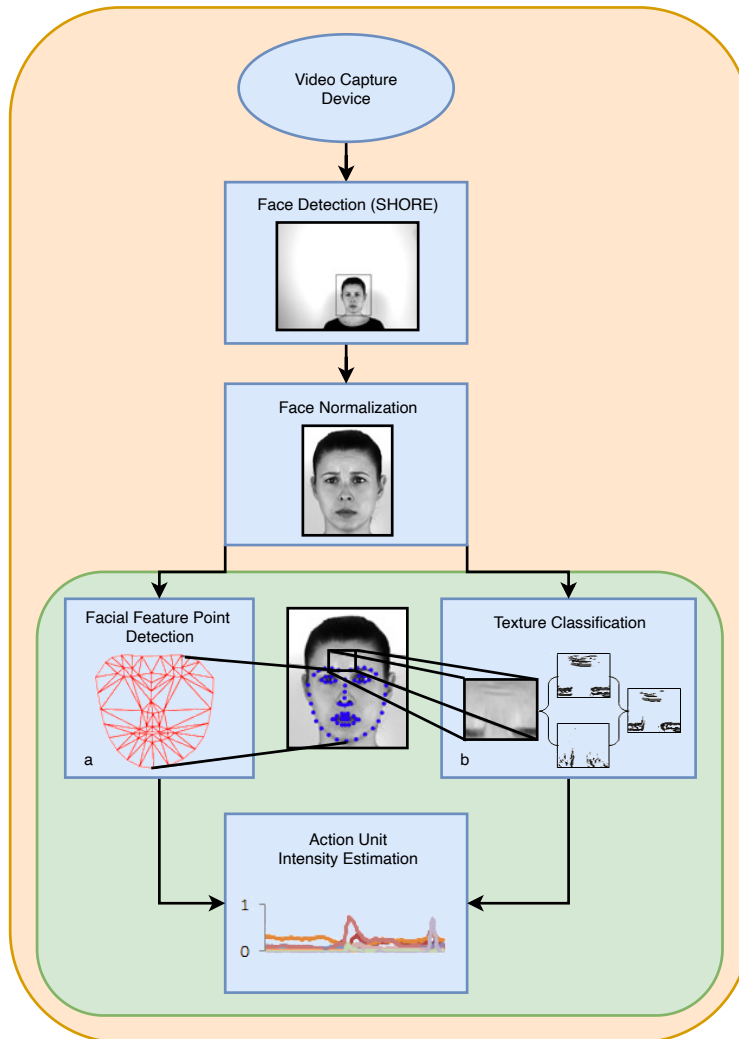 Video Capture
Device
Face Detection (SHORE)
Face Normalization
Facial Feature Point
Detection
a
Texture Classification
b
Action Unit
Intensity Estimation
1
0